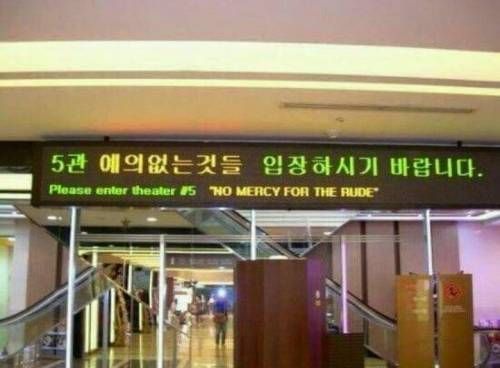 5관 예의없는것들 입장하시기 바랍니다.
Please enter theater #5 "NO MERCY FOR THE RUDE"